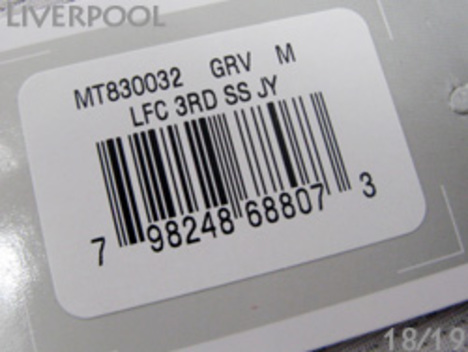 LIVERPOOL
MT830032 GRV M
LFC 3RD SS JY
7 98248 68807 3
18/19